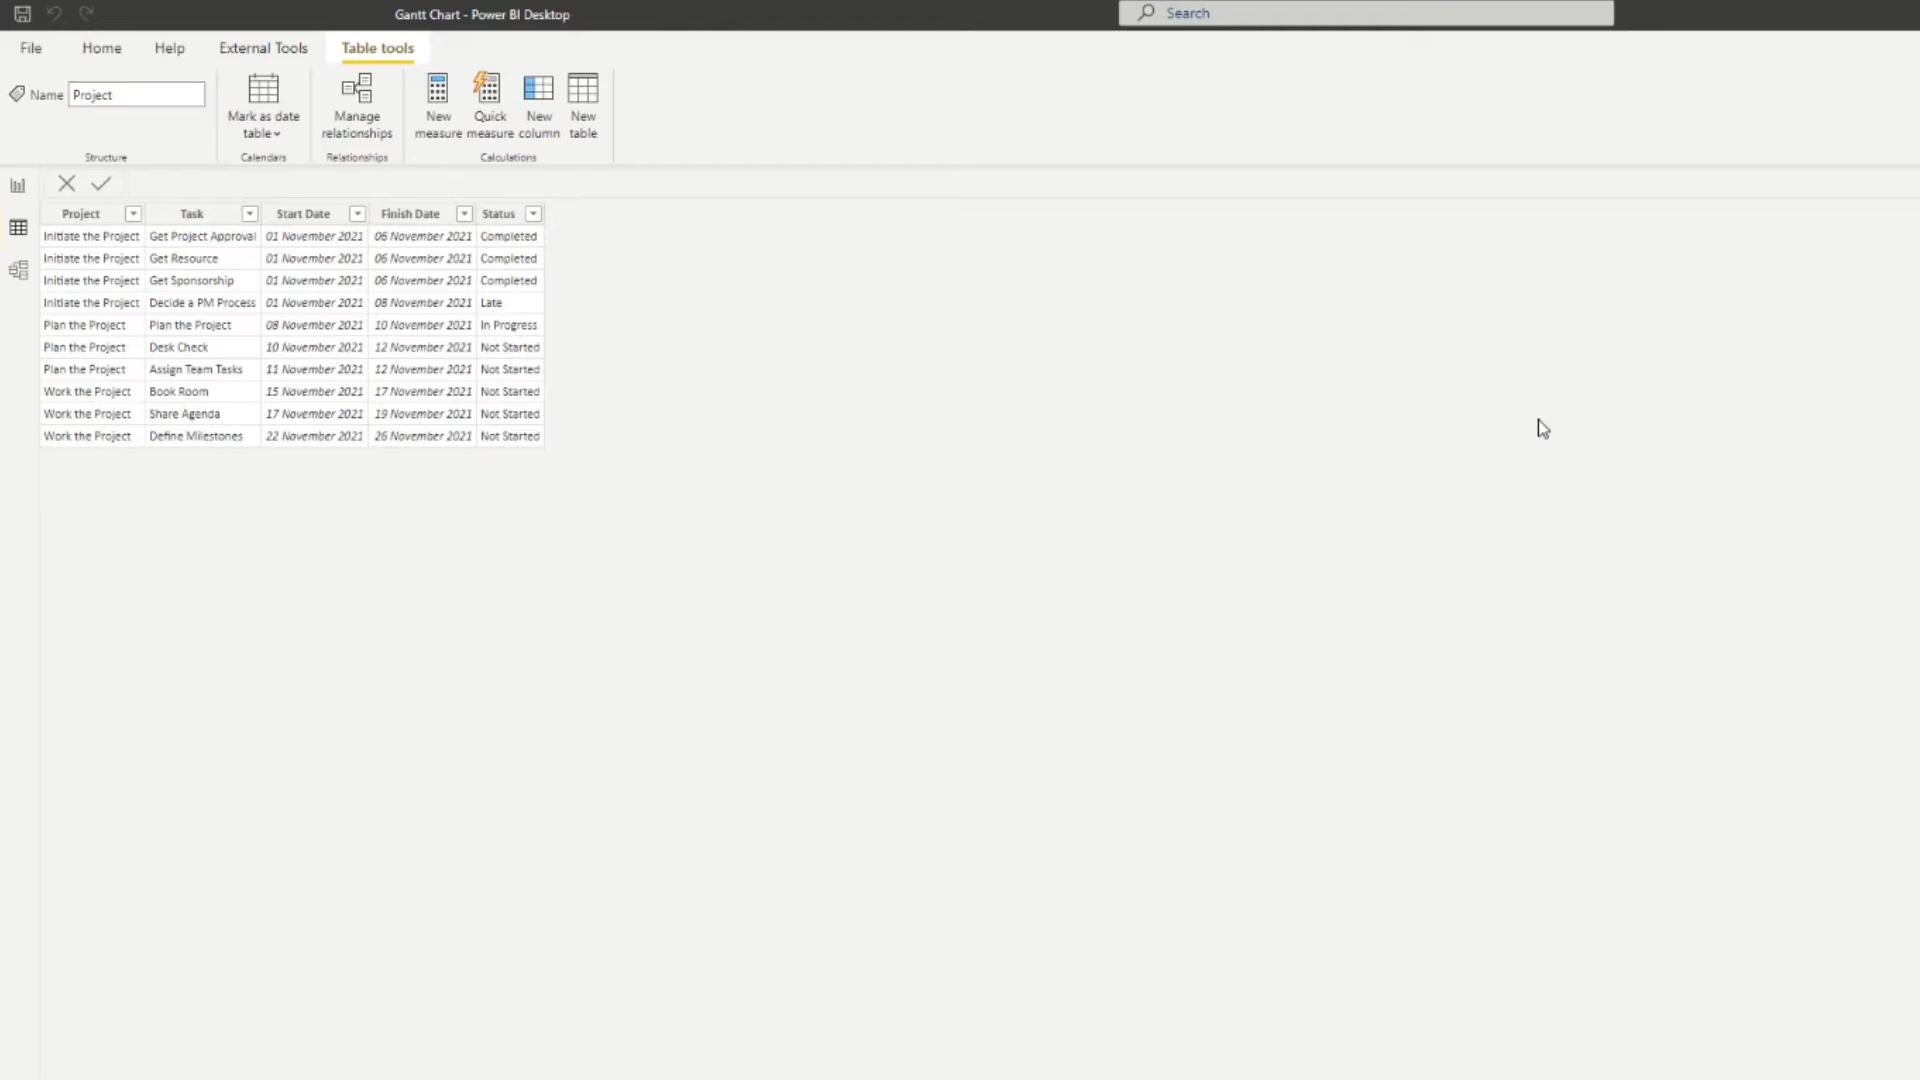 Gantt Chart - Power BI Desktop
Search
File Home Help External Tools Table tools
Name Project
Mark as date table
Manage relationships
New measure
Quick measure
New column
New table
Structure Calendars Relationships Calculations
Project Task Start Date Finish Date Status
Initiate the Project Get Project Approval 01 November 2021 06 November 2021 Completed
Initiate the Project Get Resource 01 November 2021 06 November 2021 Completed
Initiate the Project Get Sponsorship 01 November 2021 06 November 2021 Completed
Initiate the Project Decide a PM Process 01 November 2021 08 November 2021 Late
Plan the Project Plan the Project 08 November 2021 10 November 2021 In Progress
Plan the Project Desk Check 10 November 2021 12 November 2021 Not Started
Plan the Project Assign Team Tasks 11 November 2021 12 November 2021 Not Started
Work the Project Book Room 15 November 2021 17 November 2021 Not Started
Work the Project Share Agenda 17 November 2021 19 November 2021 Not Started
Work the Project Define Milestones 22 November 2021 26 November 2021 Not Started